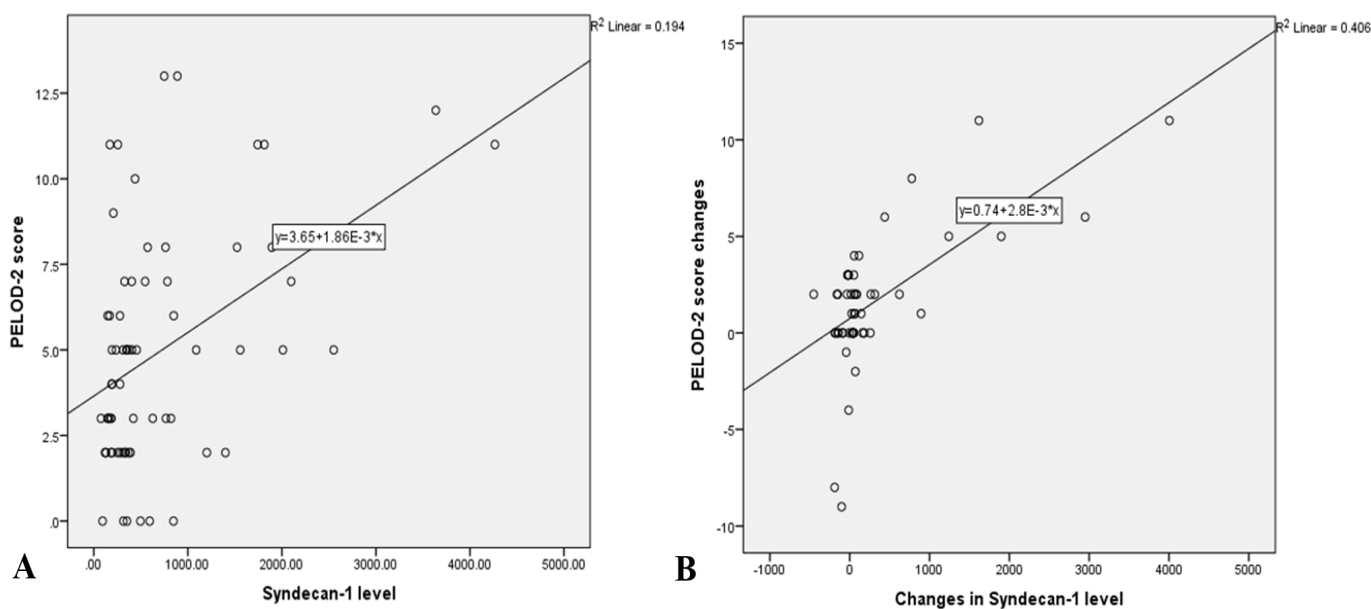 R² Linear = 0.194
12.5
10.0
7.5
5.0
2.5
.0
PELOD-2 score
y=3.65+1.86E-3*x
.00
1000.00
2000.00
3000.00
4000.00
5000.00
Syndecan-1 level
A
R² Linear = 0.406
15
10
5
0
-5
-10
PELOD-2 score changes
y=0.74+2.8E-3*x
-1000
0
1000
2000
3000
4000
5000
Changes in Syndecan-1 level
B